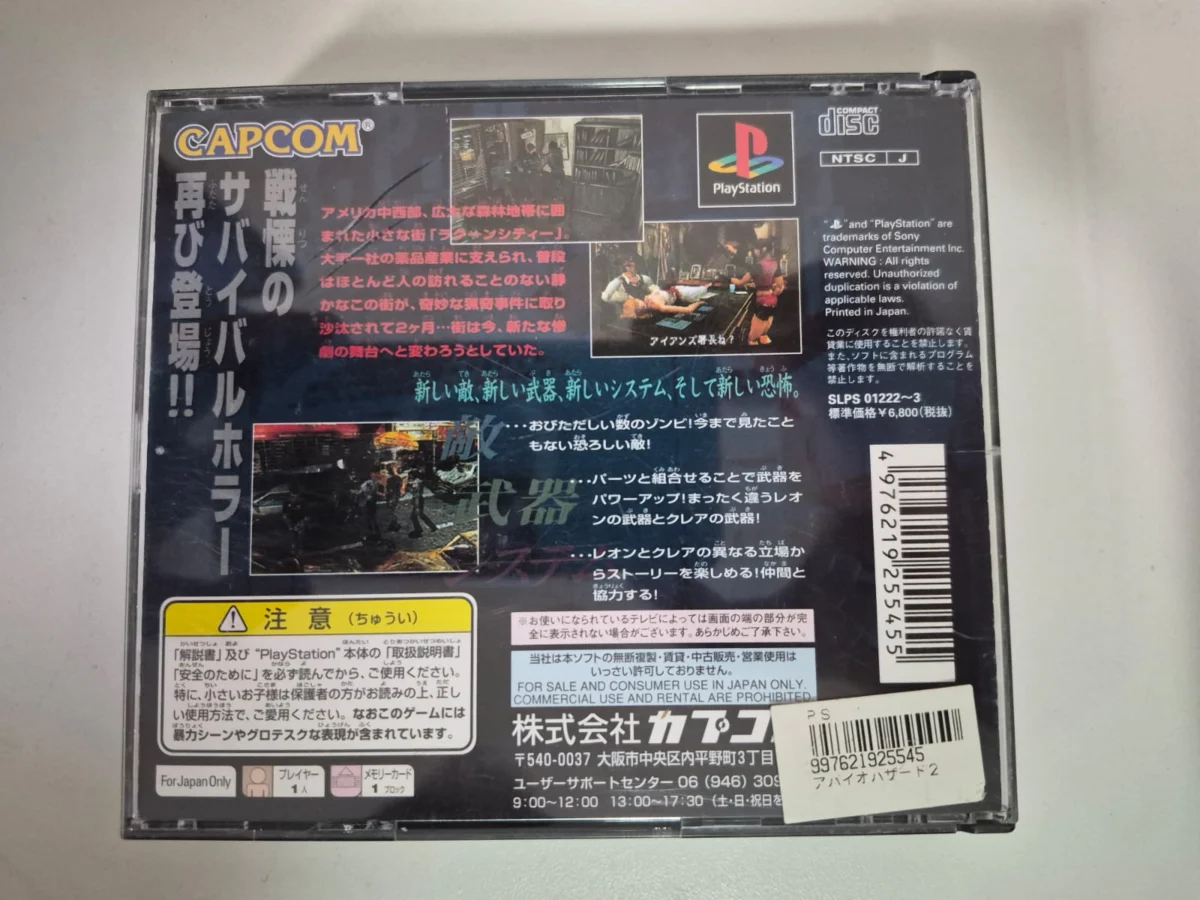 CAPCOM®
戦慄の
サバイバルホラー
再び登場!!
アメリカ中西部、広大な森林地帯に囲
まれた小さな街「ラクーンシティー」。
大手一社の薬品産業に支えられ、普段
はほとんど人の訪れることのない静
かなこの街が、奇妙な猟奇事件に取り
沙汰されて2ヶ月…街は今、新たな惨
劇の舞台へと変わろうとしていた。
アイアンズ署長ね?
PlayStation
COMPACT
disc
NTSC J
"PS" and "PlayStation" are
trademarks of Sony
Computer Entertainment Inc.
WARNING : All rights
reserved. Unauthorized
duplication is a violation of
applicable laws.
Printed in Japan.
このディスクを権利者の許諾なく賃
貸業に使用することを禁止します。
また、ソフトに含まれるプログラム
等著作物を無断で解析することを
禁止します。
SLPS 01222〜3
標準価格￥6,800(税抜)
新しい敵、新しい武器、新しいシステム、そして新しい恐怖。
敵
…おびただしい数のゾンビ!今まで見たこと
もない恐ろしい敵!
武器
…パーツと組合せることで武器を
パワーアップ!まったく違うレオ
ンの武器とクレアの武器!
システム
…レオンとクレアの異なる立場か
らストーリーを楽しめる!仲間と
協力する!
4 976219 255455
注意(ちゅうい)
「解説書」及び "PlayStation" 本体の「取扱説明書」
「安全のために」を必ず読んでから、ご使用ください。
特に、小さいお子様は保護者の方がお読みの上、正し
い使用方法で、ご愛用ください。なおこのゲームには
暴力シーンやグロテスクな表現が含まれています。
For Japan Only
プレイヤー
1人
メモリーカード
1ブロック
※お使いになられているテレビによっては画面の端の部分が完
全に表示されない場合がございます。あらかじめご了承下さい。
当社は本ソフトの無断複製・賃貸・中古販売・営業使用は
いっさい許可しておりません。
FOR SALE AND CONSUMER USE IN JAPAN ONLY.
COMMERCIAL USE AND RENTAL ARE PROHIBITED.
株式会社カプコ
〒540-0037 大阪市中央区内平野町3丁目
ユーザーサポートセンター 06 (946) 309
9:00〜12:00 13:00〜17:30 (土・日・祝日を
PS
997621925545
アハイオハザード2